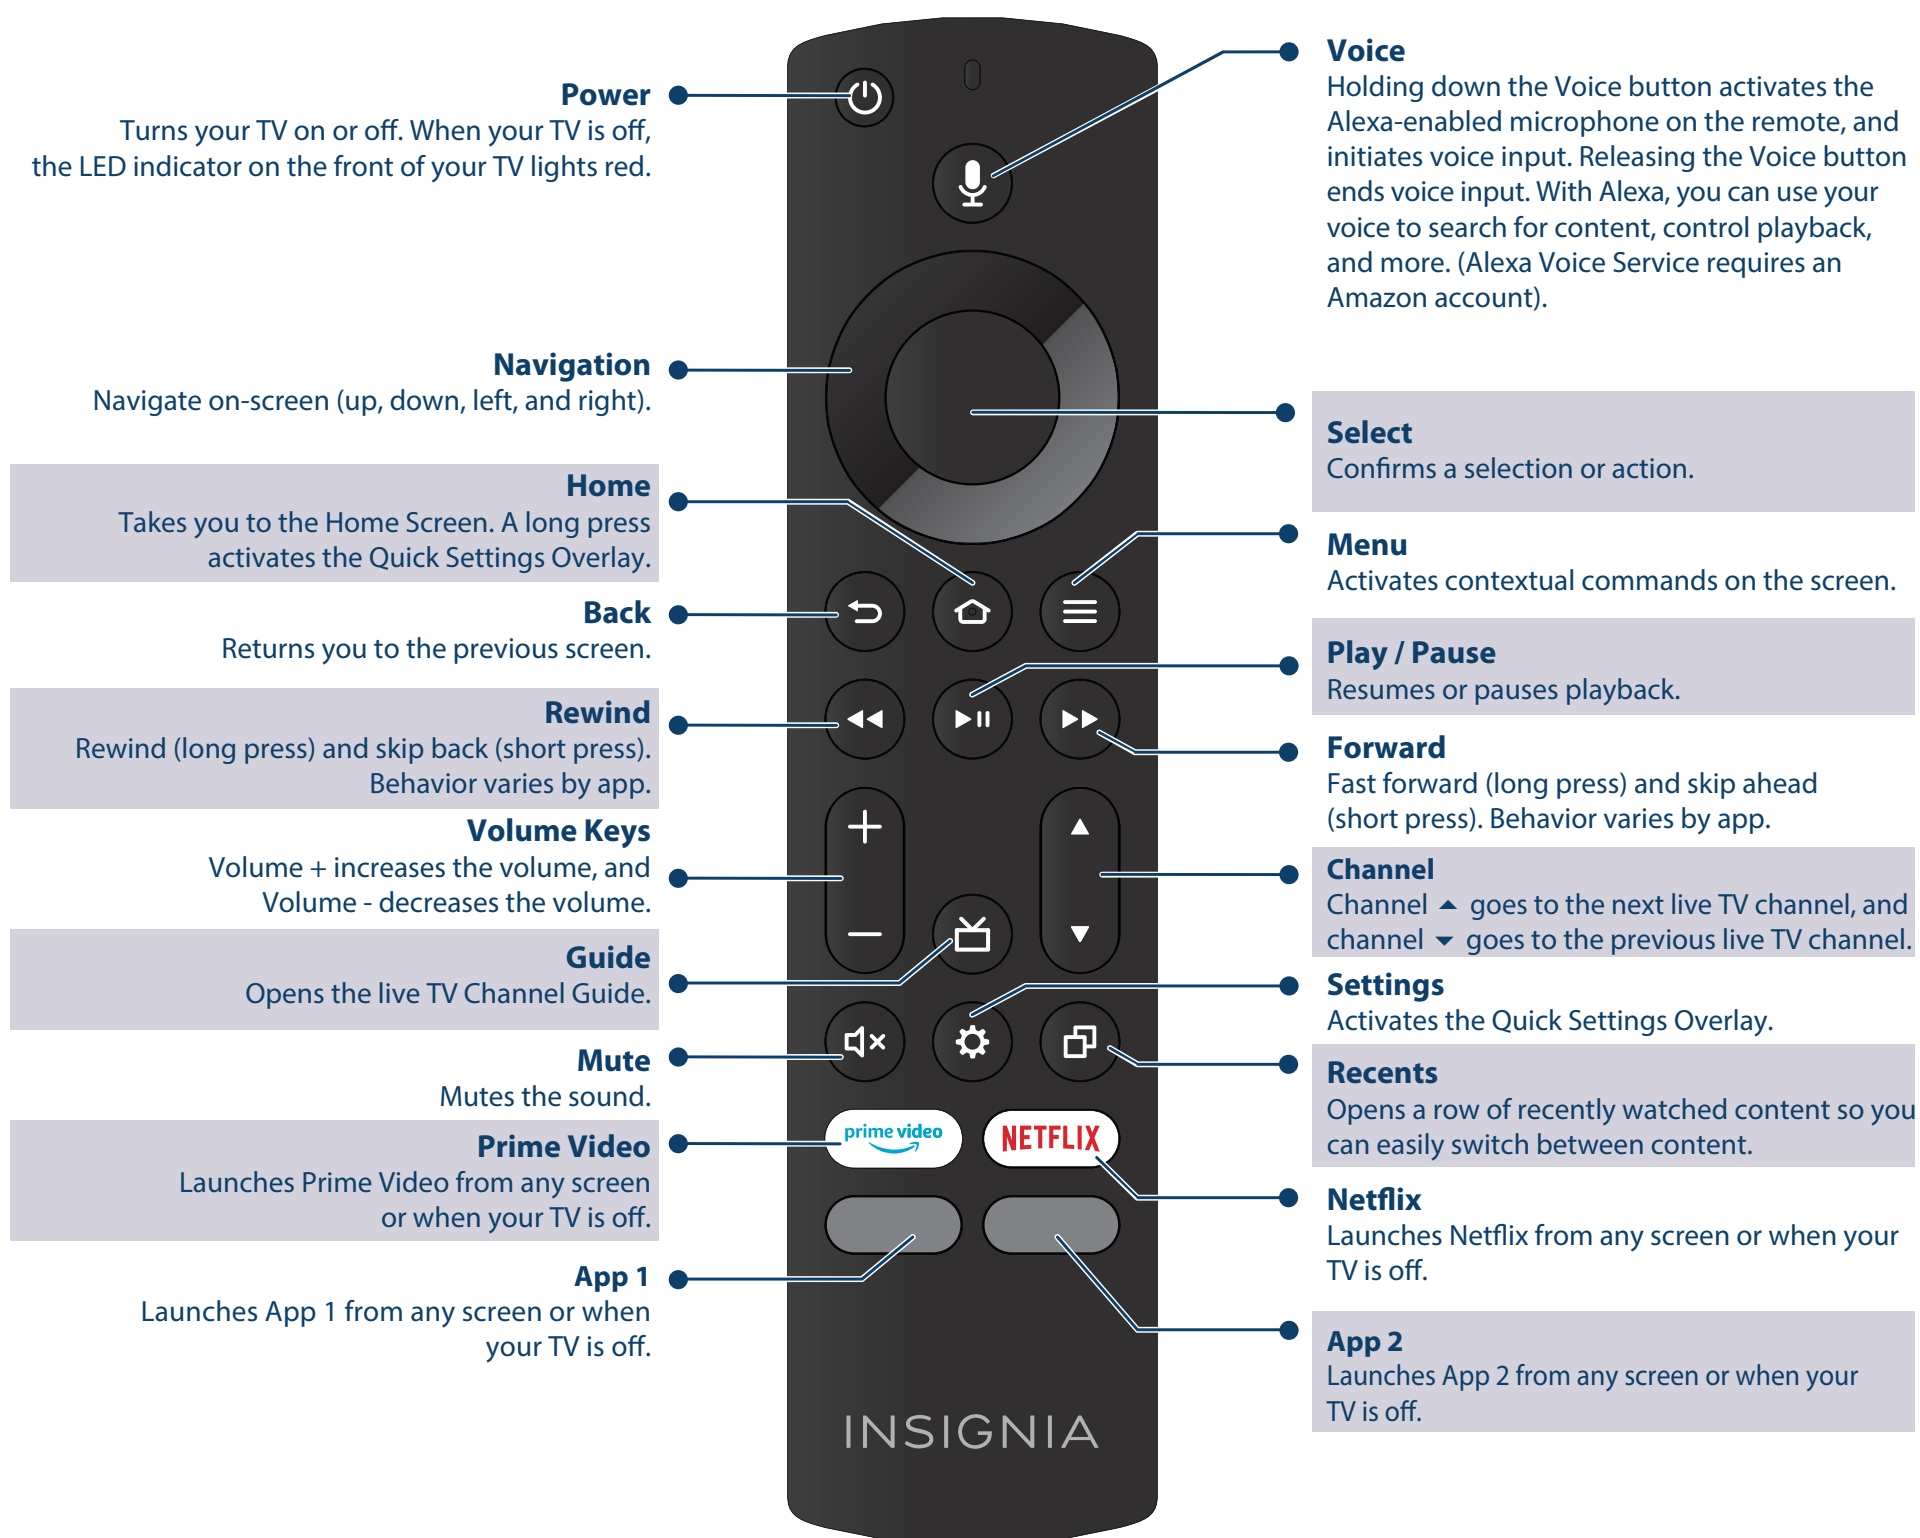 Power
Turns your TV on or off. When your TV is off,
the LED indicator on the front of your TV lights red.
Navigation
Navigate on-screen (up, down, left, and right).
Home
Takes you to the Home Screen. A long press
activates the Quick Settings Overlay.
Back
Returns you to the previous screen.
Rewind
Rewind (long press) and skip back (short press).
Behavior varies by app.
Volume Keys
Volume + increases the volume, and
Volume - decreases the volume.
Guide
Opens the live TV Channel Guide.
Mute
Mutes the sound.
Prime Video
Launches Prime Video from any screen
or when your TV is off.
App 1
Launches App 1 from any screen or when
your TV is off.
prime video
NETFLIX
INSIGNIA
Voice
Holding down the Voice button activates the
Alexa-enabled microphone on the remote, and
initiates voice input. Releasing the Voice button
ends voice input. With Alexa, you can use your
voice to search for content, control playback,
and more. (Alexa Voice Service requires an
Amazon account).
Select
Confirms a selection or action.
Menu
Activates contextual commands on the screen.
Play / Pause
Resumes or pauses playback.
Forward
Fast forward (long press) and skip ahead
(short press). Behavior varies by app.
Channel
Channel ▲ goes to the next live TV channel, and
channel ▼ goes to the previous live TV channel.
Settings
Activates the Quick Settings Overlay.
Recents
Opens a row of recently watched content so you
can easily switch between content.
Netflix
Launches Netflix from any screen or when your
TV is off.
App 2
Launches App 2 from any screen or when your
TV is off.